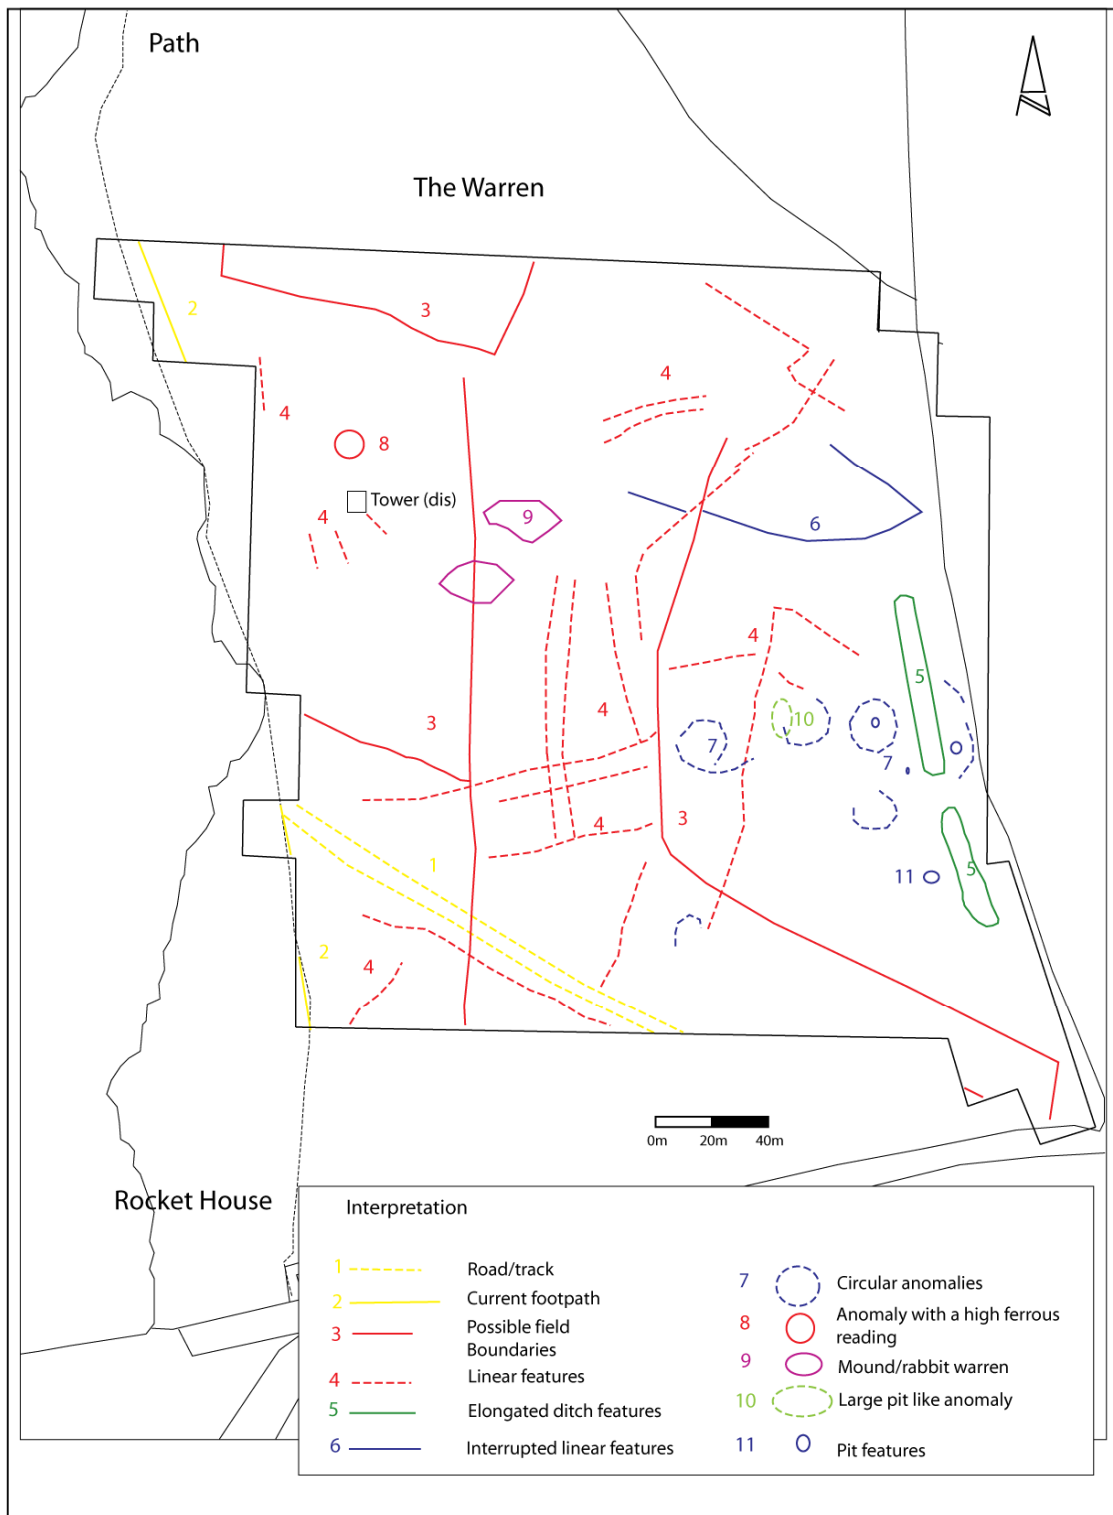 Path
The Warren
2
3
4
4
8
Tower (dis)
4
9
6
4
5
3
4
10
7
7
3
4
1
11
5
2
4
0m 20m 40m
Rocket House
Interpretation
1 Road/track
2 Current footpath
3 Possible field
Boundaries
4 Linear features
5 Elongated ditch features
6 Interrupted linear features
7 Circular anomalies
8 Anomaly with a high ferrous
reading
9 Mound/rabbit warren
10 Large pit like anomaly
11 Pit features